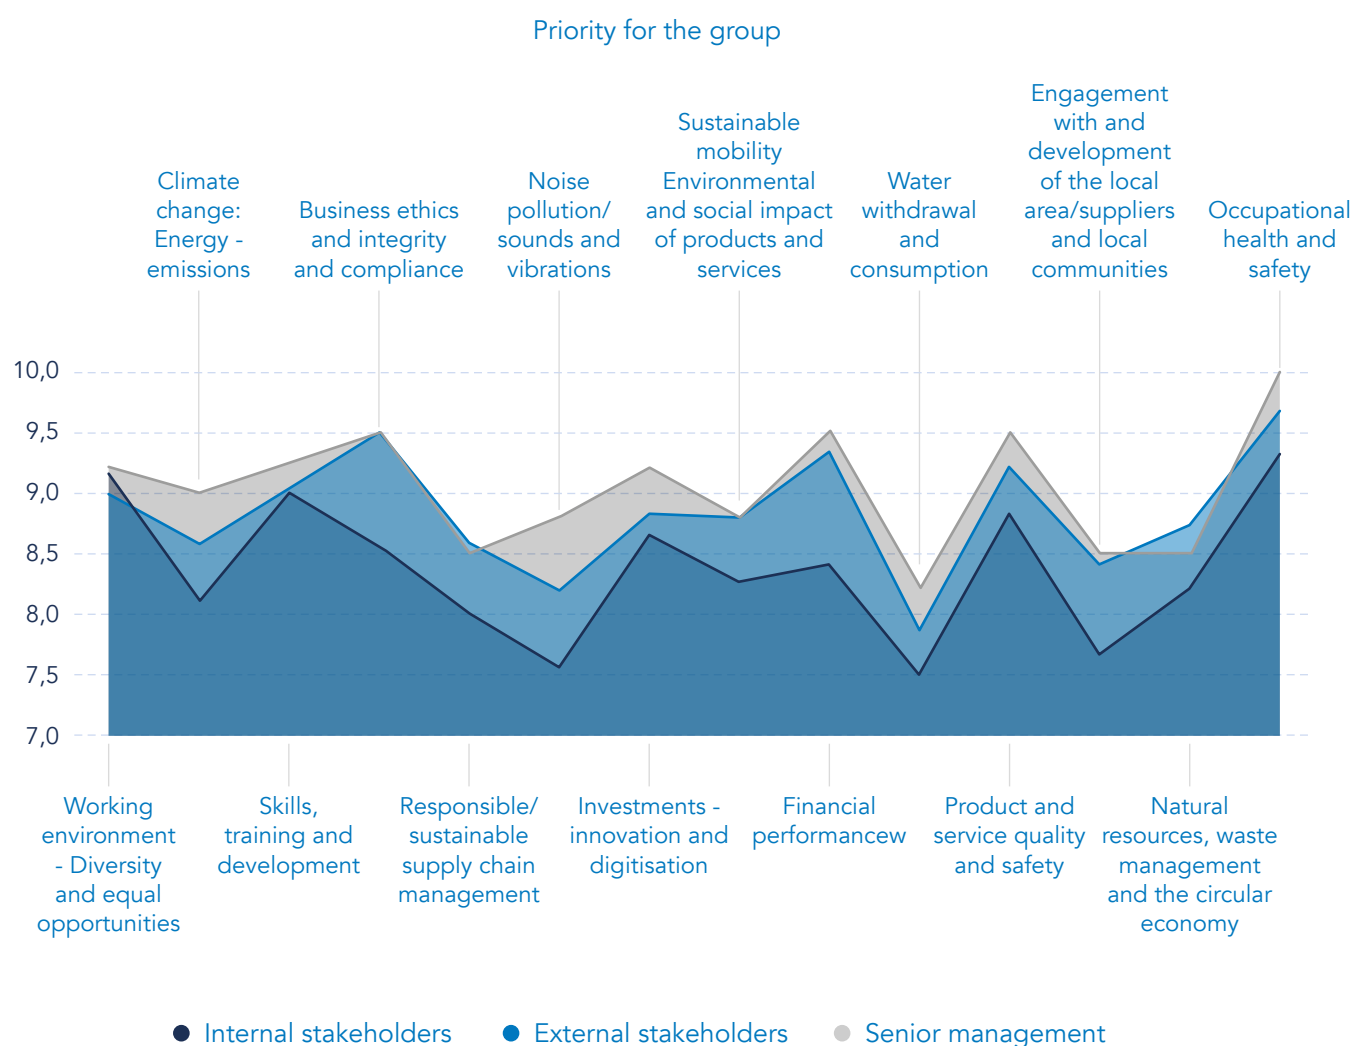 Priority for the group
Climate
change:
Energy -
emissions
Business ethics
and integrity
and compliance
Noise
pollution/
sounds and
vibrations
Sustainable
mobility
Environmental
and social impact
of products and
services
Water
withdrawal
and
consumption
Engagement
with and
development
of the local
area/suppliers
and local
communities
Occupational
health and
safety
10,0
9,5
9,0
8,5
8,0
7,5
7,0
Working
environment
- Diversity
and equal
opportunities
Skills,
training and
development
Responsible/
sustainable
supply chain
management
Investments -
innovation and
digitisation
Financial
performancew
Product and
service quality
and safety
Natural
resources, waste
management
and the circular
economy
Internal stakeholders
External stakeholders
Senior management